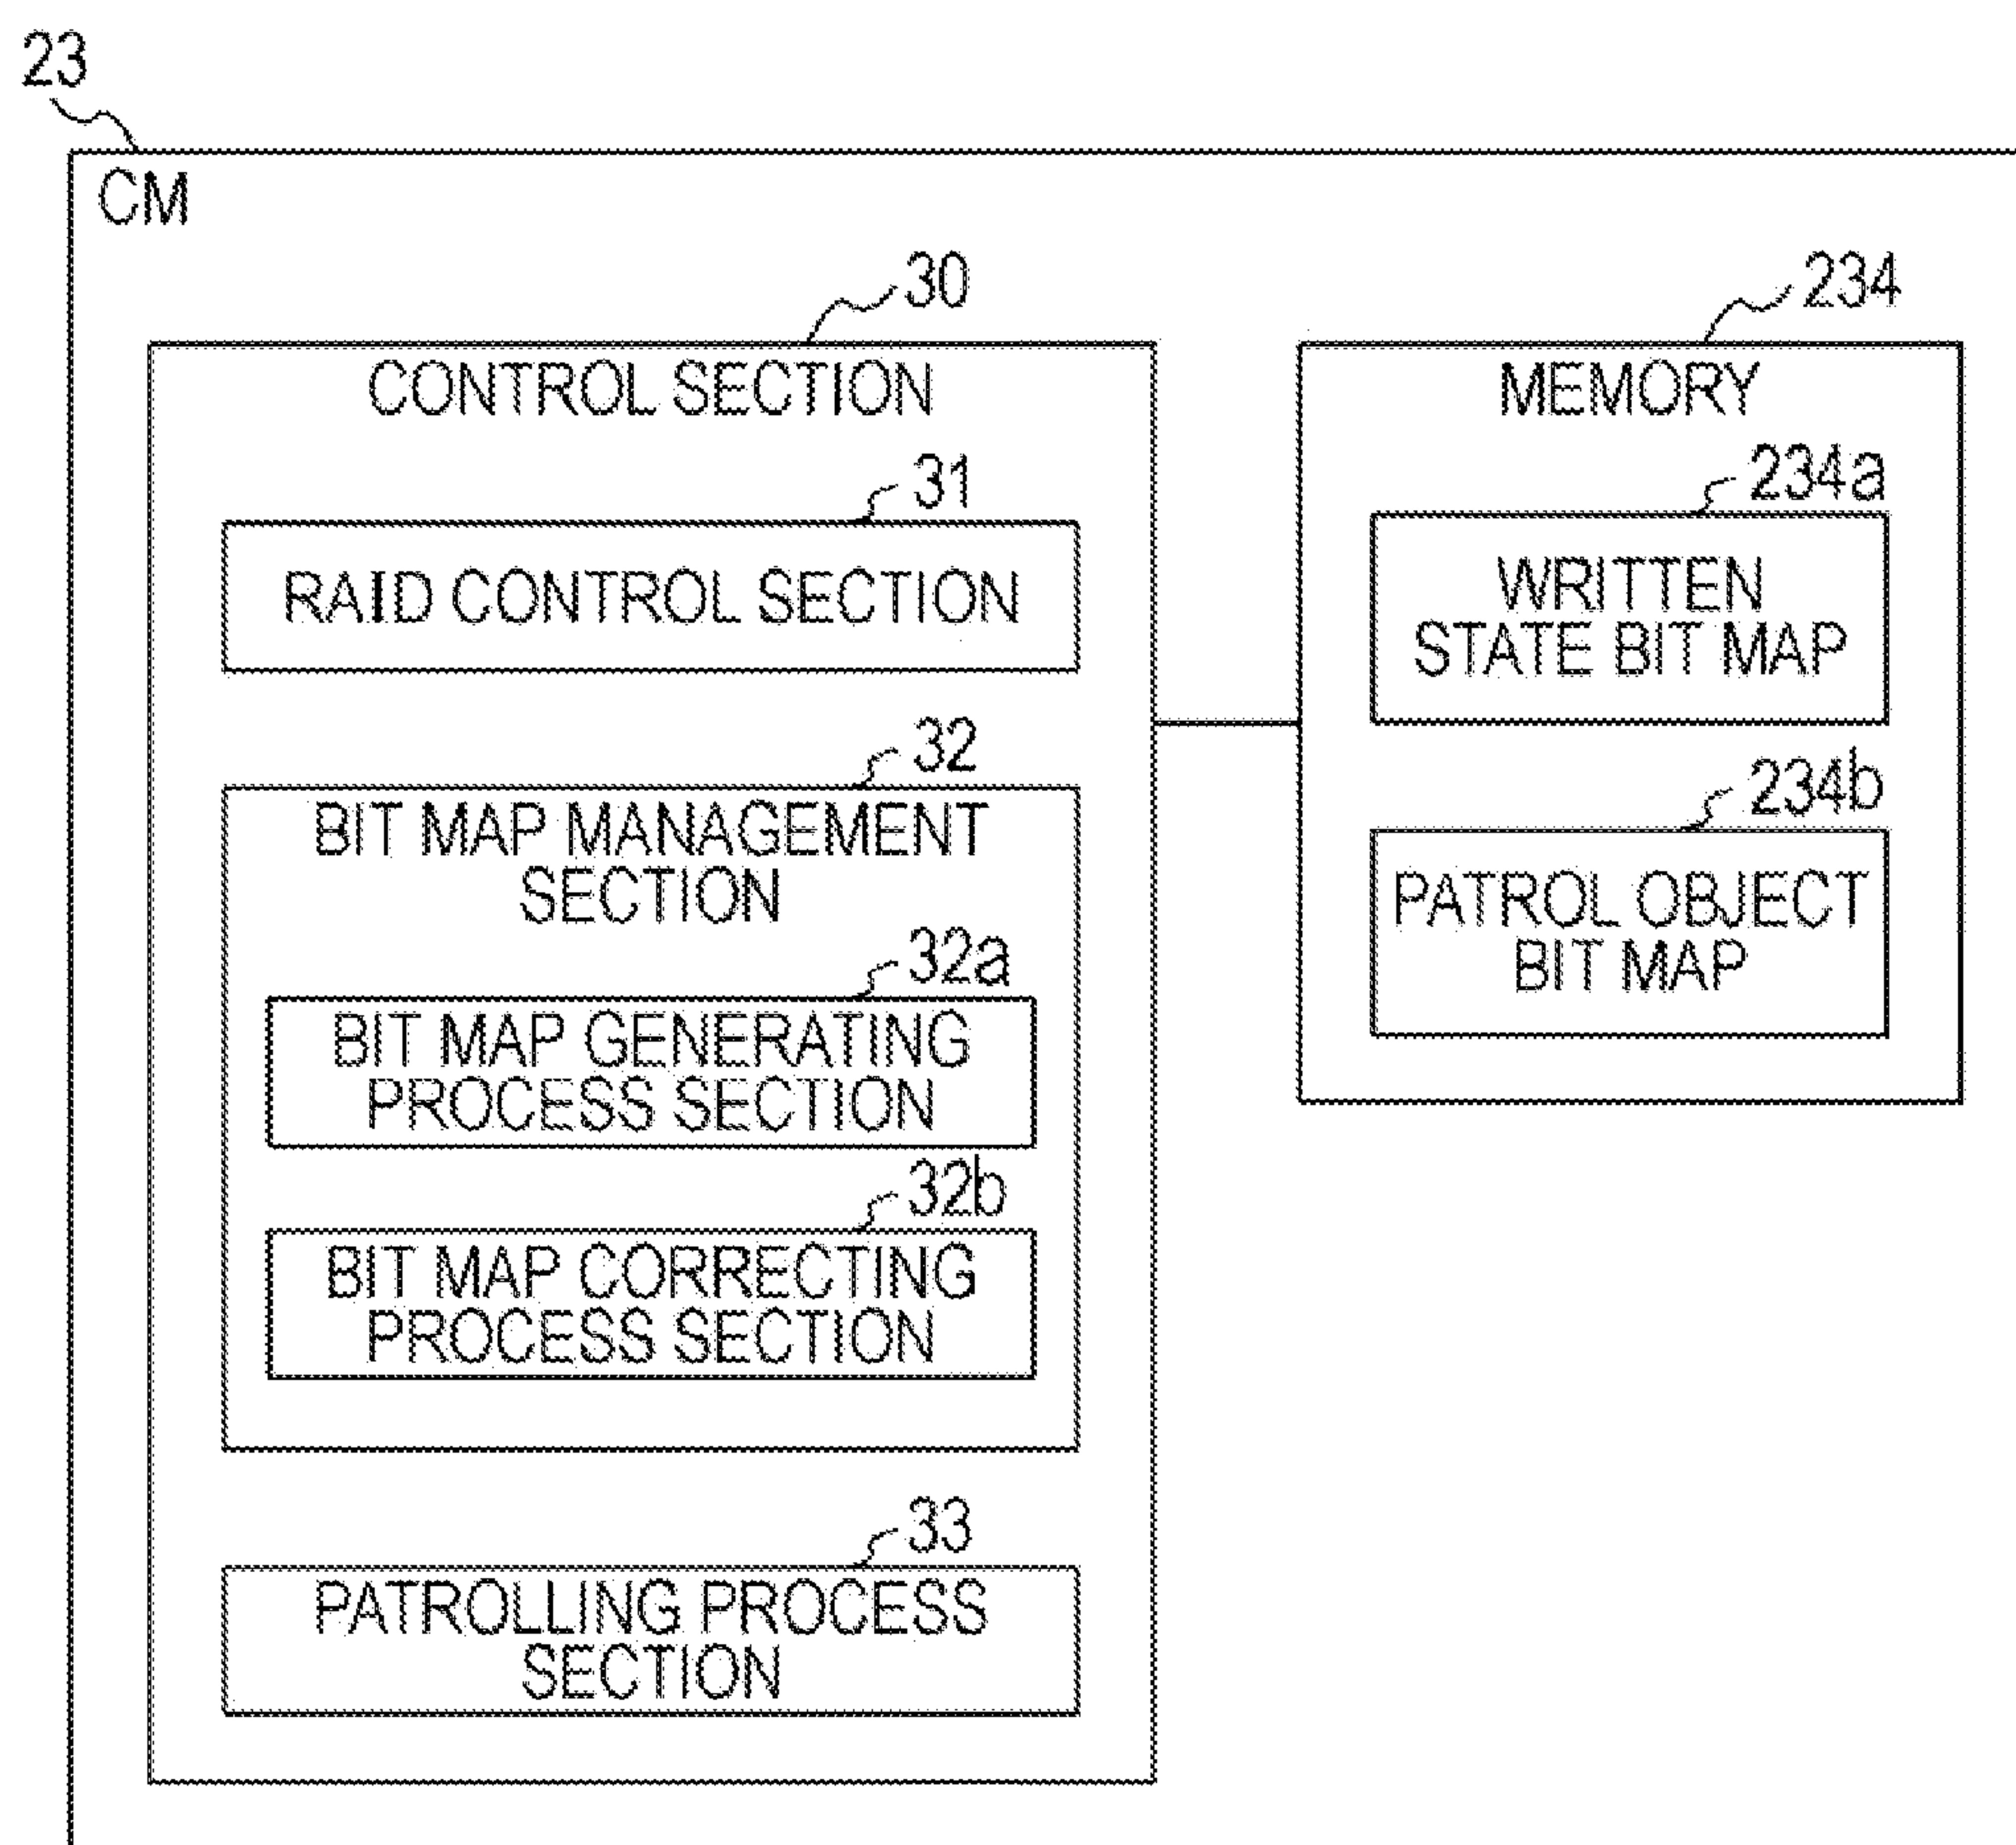 23
CM
30
CONTROL SECTION
31
RAID CONTROL SECTION
32
BIT MAP MANAGEMENT
SECTION
32a
BIT MAP GENERATING
PROCESS SECTION
32b
BIT MAP CORRECTING
PROCESS SECTION
33
PATROLLING PROCESS
SECTION
234
MEMORY
234a
WRITTEN
STATE BIT MAP
234b
PATROL OBJECT
BIT MAP